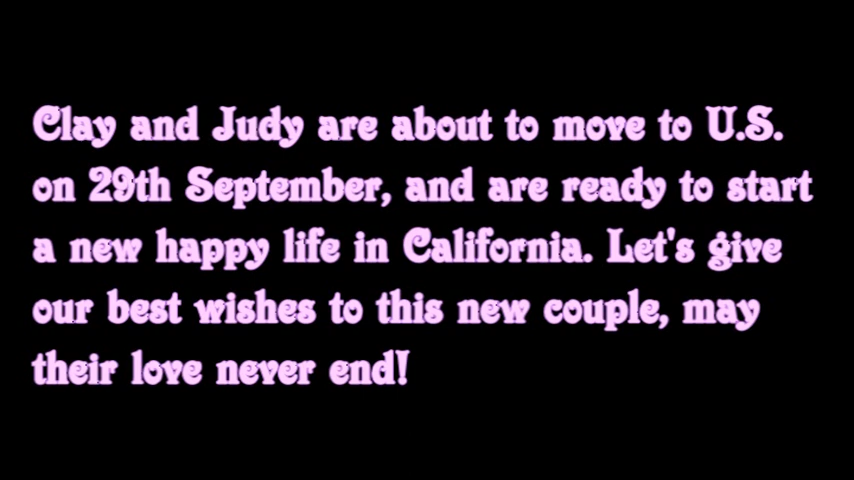 Clay and Judy are about to move to U.S.
on 29th September, and are ready to start
a new happy life in California. Let's give
our best wishes to this new couple, may
their love never end!